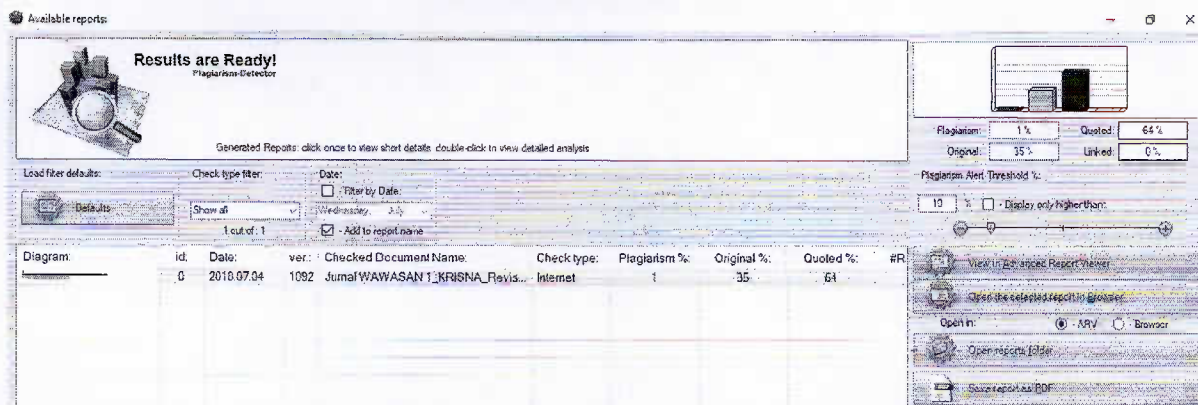 Available reports:
Results are Ready!
Plagiarism-Detector
Generated Reports: click once to view short details, double-click to view detailed analysis
Plagiarism: 1 % Quoted: 64 %
Original: 35 % Linked: 0 %
Load filter defaults: Check type filter: Date:
Filter by Date:
Defaults Show all Wednesday, July
1 out of: 1 - Add to report name
Plagiarism Alert Threshold %:
10 % - Display only higher than:
Diagram: id: Date: ver.: Checked Document Name: Check type: Plagiarism %: Original %: Quoted %: #R
0 2018.07.04 1092 Jurnal WAWASAN 1_KRISNA_Revis... Internet 1 35 64
View in Advanced Report Viewer
Open the selected report in Browser
Open in: - ARV - Browser
Open reports folder
Save report as PDF